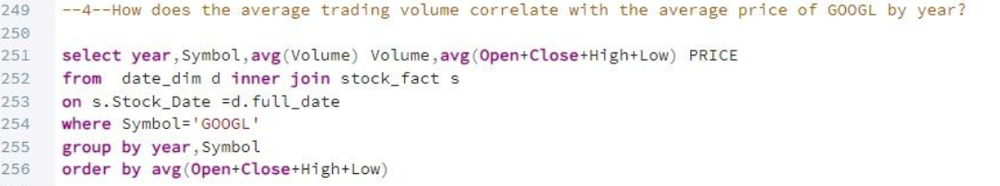 249 --4--How does the average trading volume correlate with the average price of GOOGL by year?
250
251 select year,Symbol,avg(Volume) Volume,avg(Open+Close+High+Low) PRICE
252 from  date_dim d inner join stock_fact s
253 on s.Stock_Date =d.full_date
254 where Symbol='GOOGL'
255 group by year,Symbol
256 order by avg(Open+Close+High+Low)